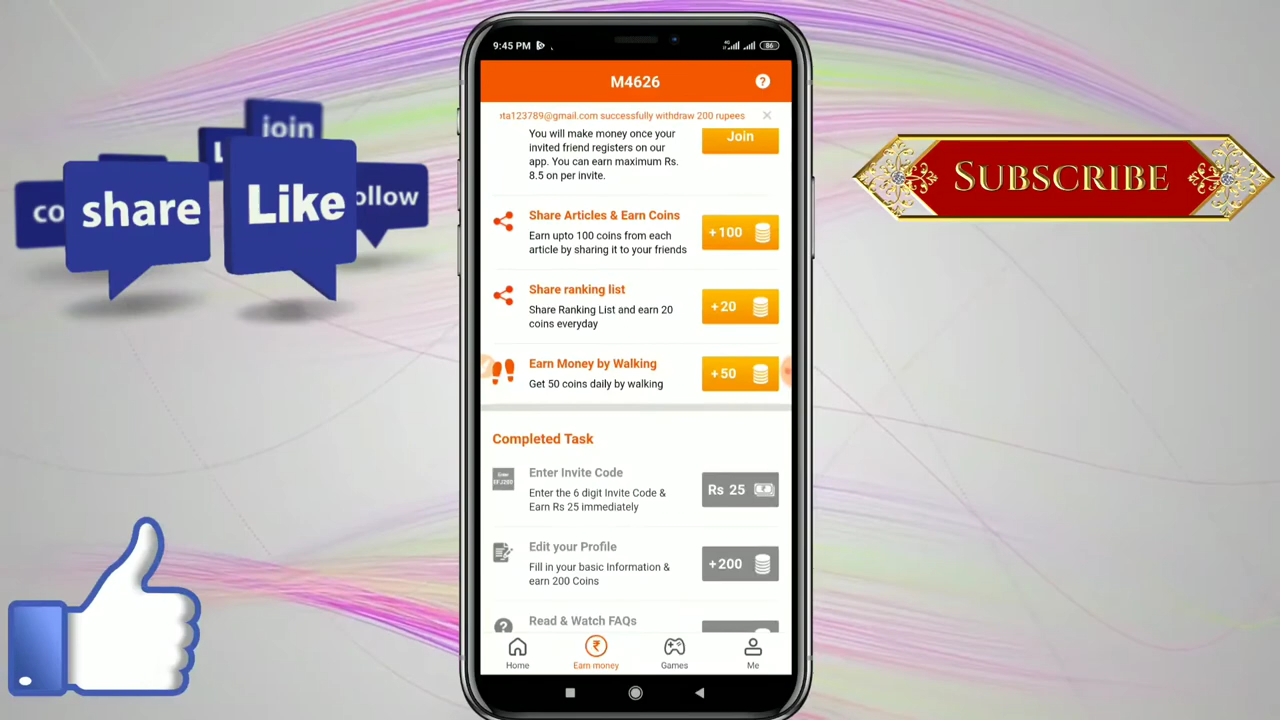 join
L
co
share
Like
ollow
9:45 PM
4G
86
M4626
?
ta123789@gmail.com successfully withdraw 200 rupees
You will make money once your
invited friend registers on our
app. You can earn maximum Rs.
8.5 on per invite.
Join
Share Articles & Earn Coins
Earn upto 100 coins from each
article by sharing it to your friends
+100
Share ranking list
Share Ranking List and earn 20
coins everyday
+20
Earn Money by Walking
Get 50 coins daily by walking
+50
Completed Task
Enter Invite Code
Enter the 6 digit Invite Code &
Earn Rs 25 immediately
Rs 25
Edit your Profile
Fill in your basic Information &
earn 200 Coins
+200
?
Read & Watch FAQs
Home
₹
Earn money
Games
Me
SUBSCRIBE